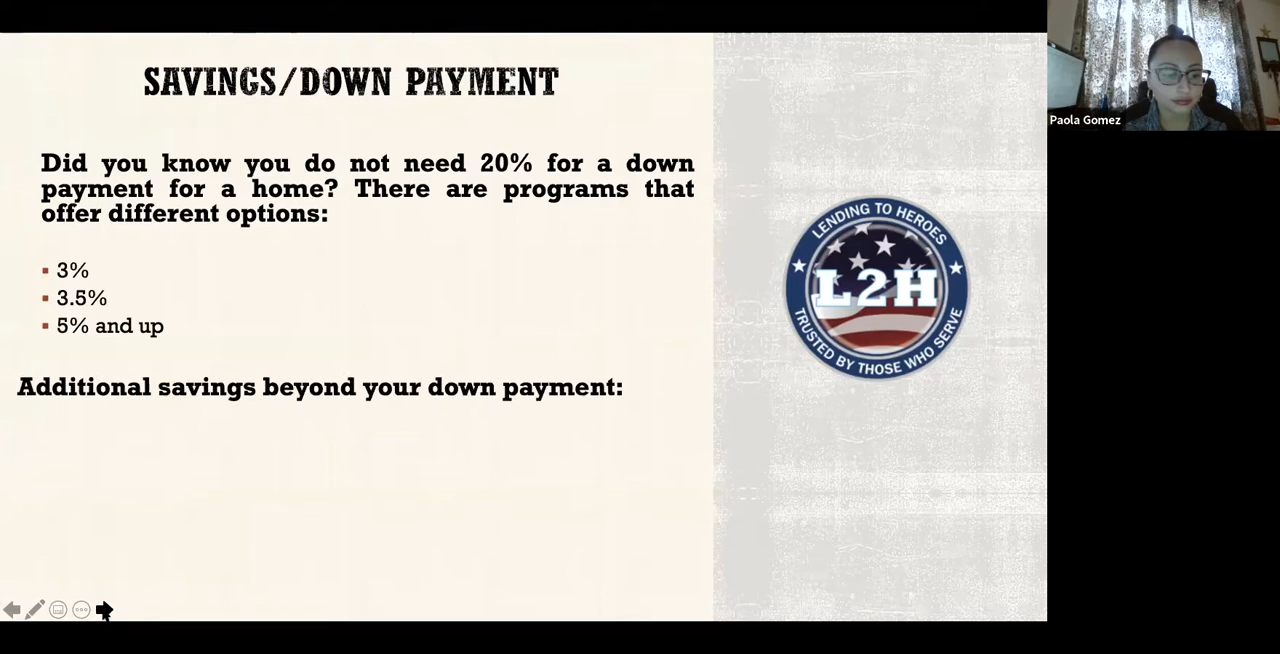 SAVINGS/DOWN PAYMENT
Did you know you do not need 20% for a down
payment for a home? There are programs that
offer different options:
▪ 3%
▪ 3.5%
▪ 5% and up
Additional savings beyond your down payment:
LENDING TO HEROES
L2H
TRUSTED BY THOSE WHO SERVE
Paola Gomez